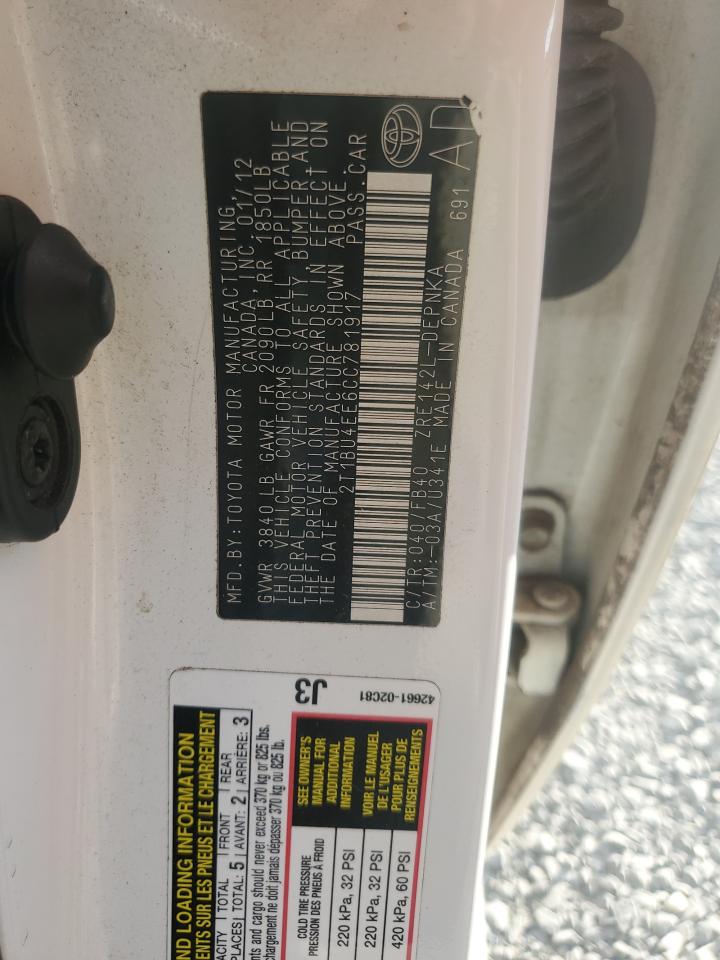 MFD. BY: TOYOTA MOTOR MANUFACTURING,
CANADA, INC. 01/12
GVWR 3840 LB GAWR FR 2090 LB, RR 1850LB
THIS VEHICLE CONFORMS TO ALL APPLICABLE
FEDERAL MOTOR VEHICLE SAFETY, BUMPER, AND
THEFT PREVENTION STANDARDS IN EFFECT ON
THE DATE OF MANUFACTURE SHOWN ABOVE.
2T1BU4EE6CC781917 PASS.CAR
C/TR:040/FB40 ZRE142L-DEPNKA
A/TM:-03A/U341E MADE IN CANADA 691 AD
ND LOADING INFORMATION
ENTS SUR LES PNEUS ET LE CHARGEMENT
ACITY TOTAL FRONT REAR
PLACES TOTAL: 5 AVANT: 2 ARRIÈRE: 3
nts and cargo should never exceed 370 kg or 825 lbs.
hargement ne doit jamais dépasser 370 kg ou 825 lb.
J3
42661-02C81
COLD TIRE PRESSURE
PRESSION DES PNEUS À FROID
220 kPa, 32 PSI
220 kPa, 32 PSI
420 kPa, 60 PSI
SEE OWNER'S
MANUAL FOR
ADDITIONAL
INFORMATION
VOIR LE MANUEL
DE L'USAGER
POUR PLUS DE
RENSEIGNEMENTS